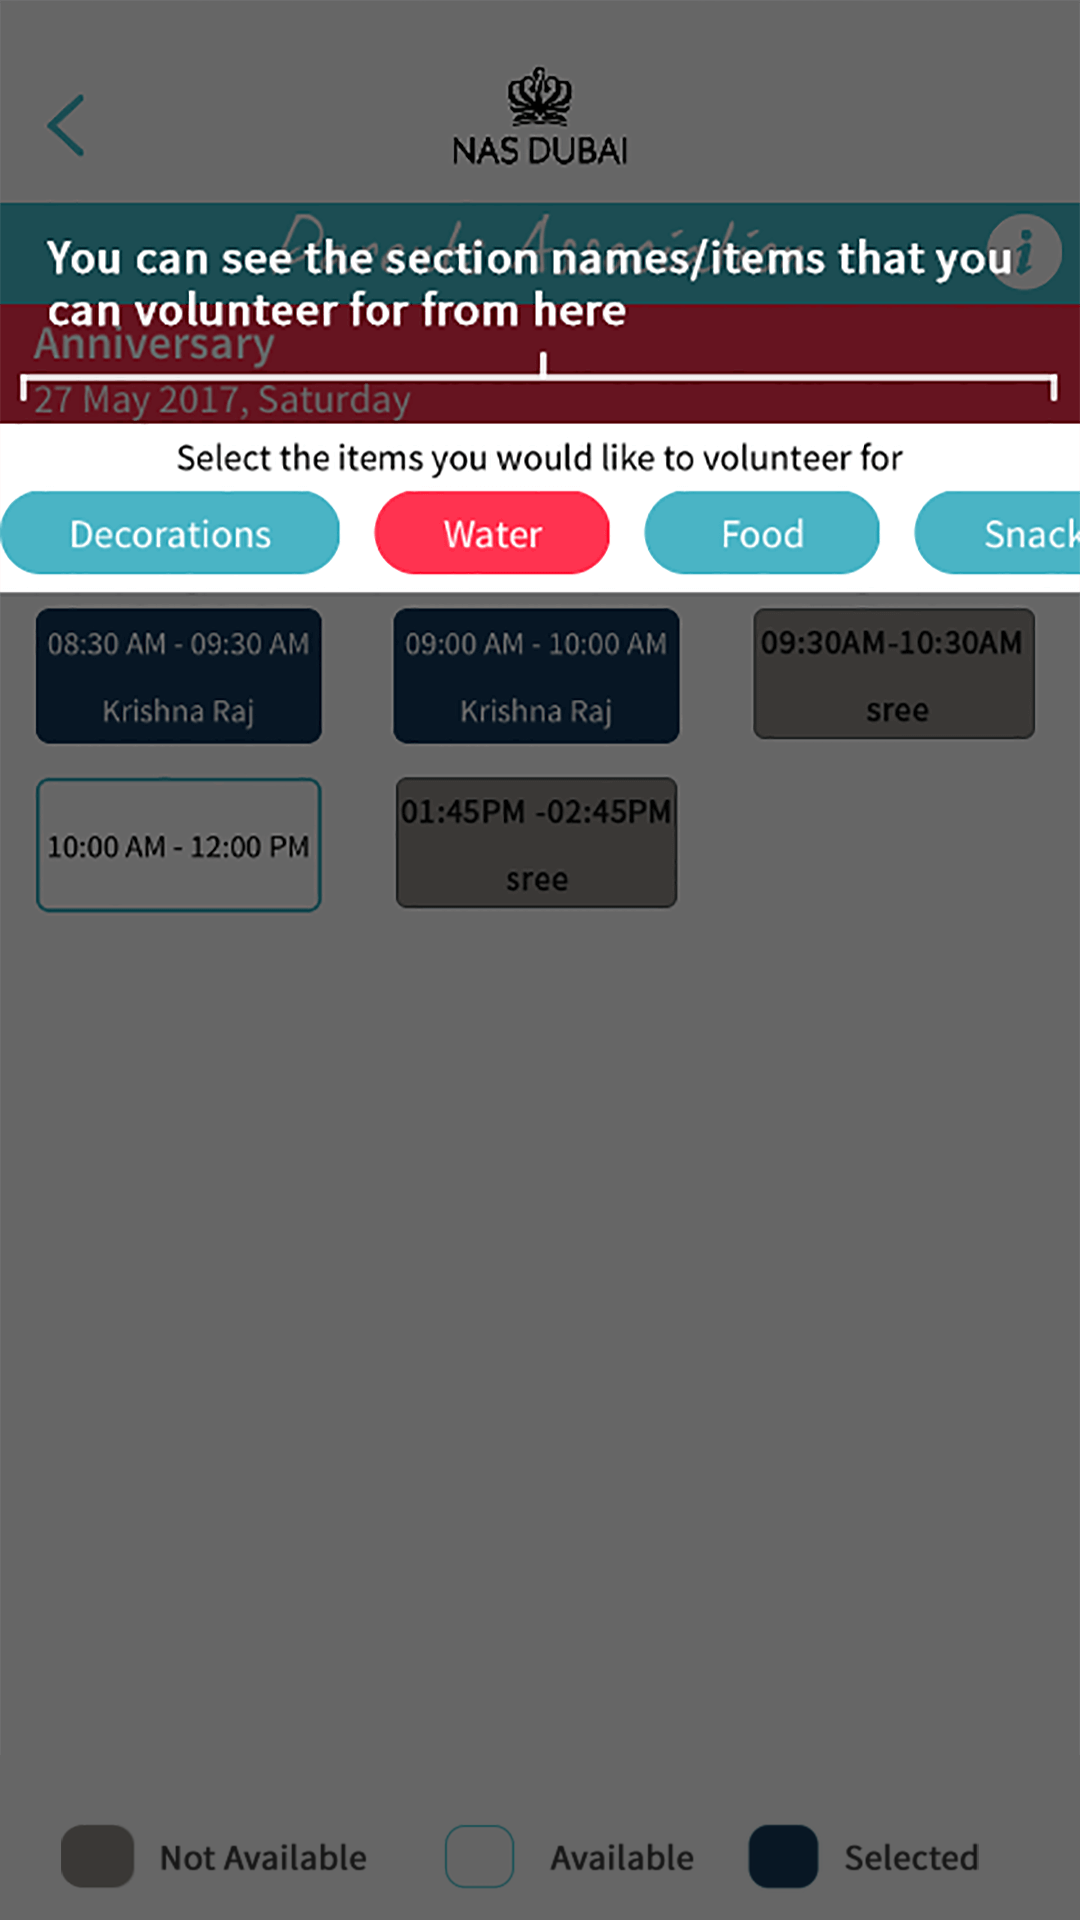 NAS DUBAI
Parent Association
i
You can see the section names/items that you
can volunteer for from here
Anniversary
27 May 2017, Saturday
Select the items you would like to volunteer for
Decorations
Water
Food
Snack
08:30 AM - 09:30 AM
Krishna Raj
09:00 AM - 10:00 AM
Krishna Raj
09:30AM-10:30AM
sree
10:00 AM - 12:00 PM
01:45PM -02:45PM
sree
Not Available
Available
Selected